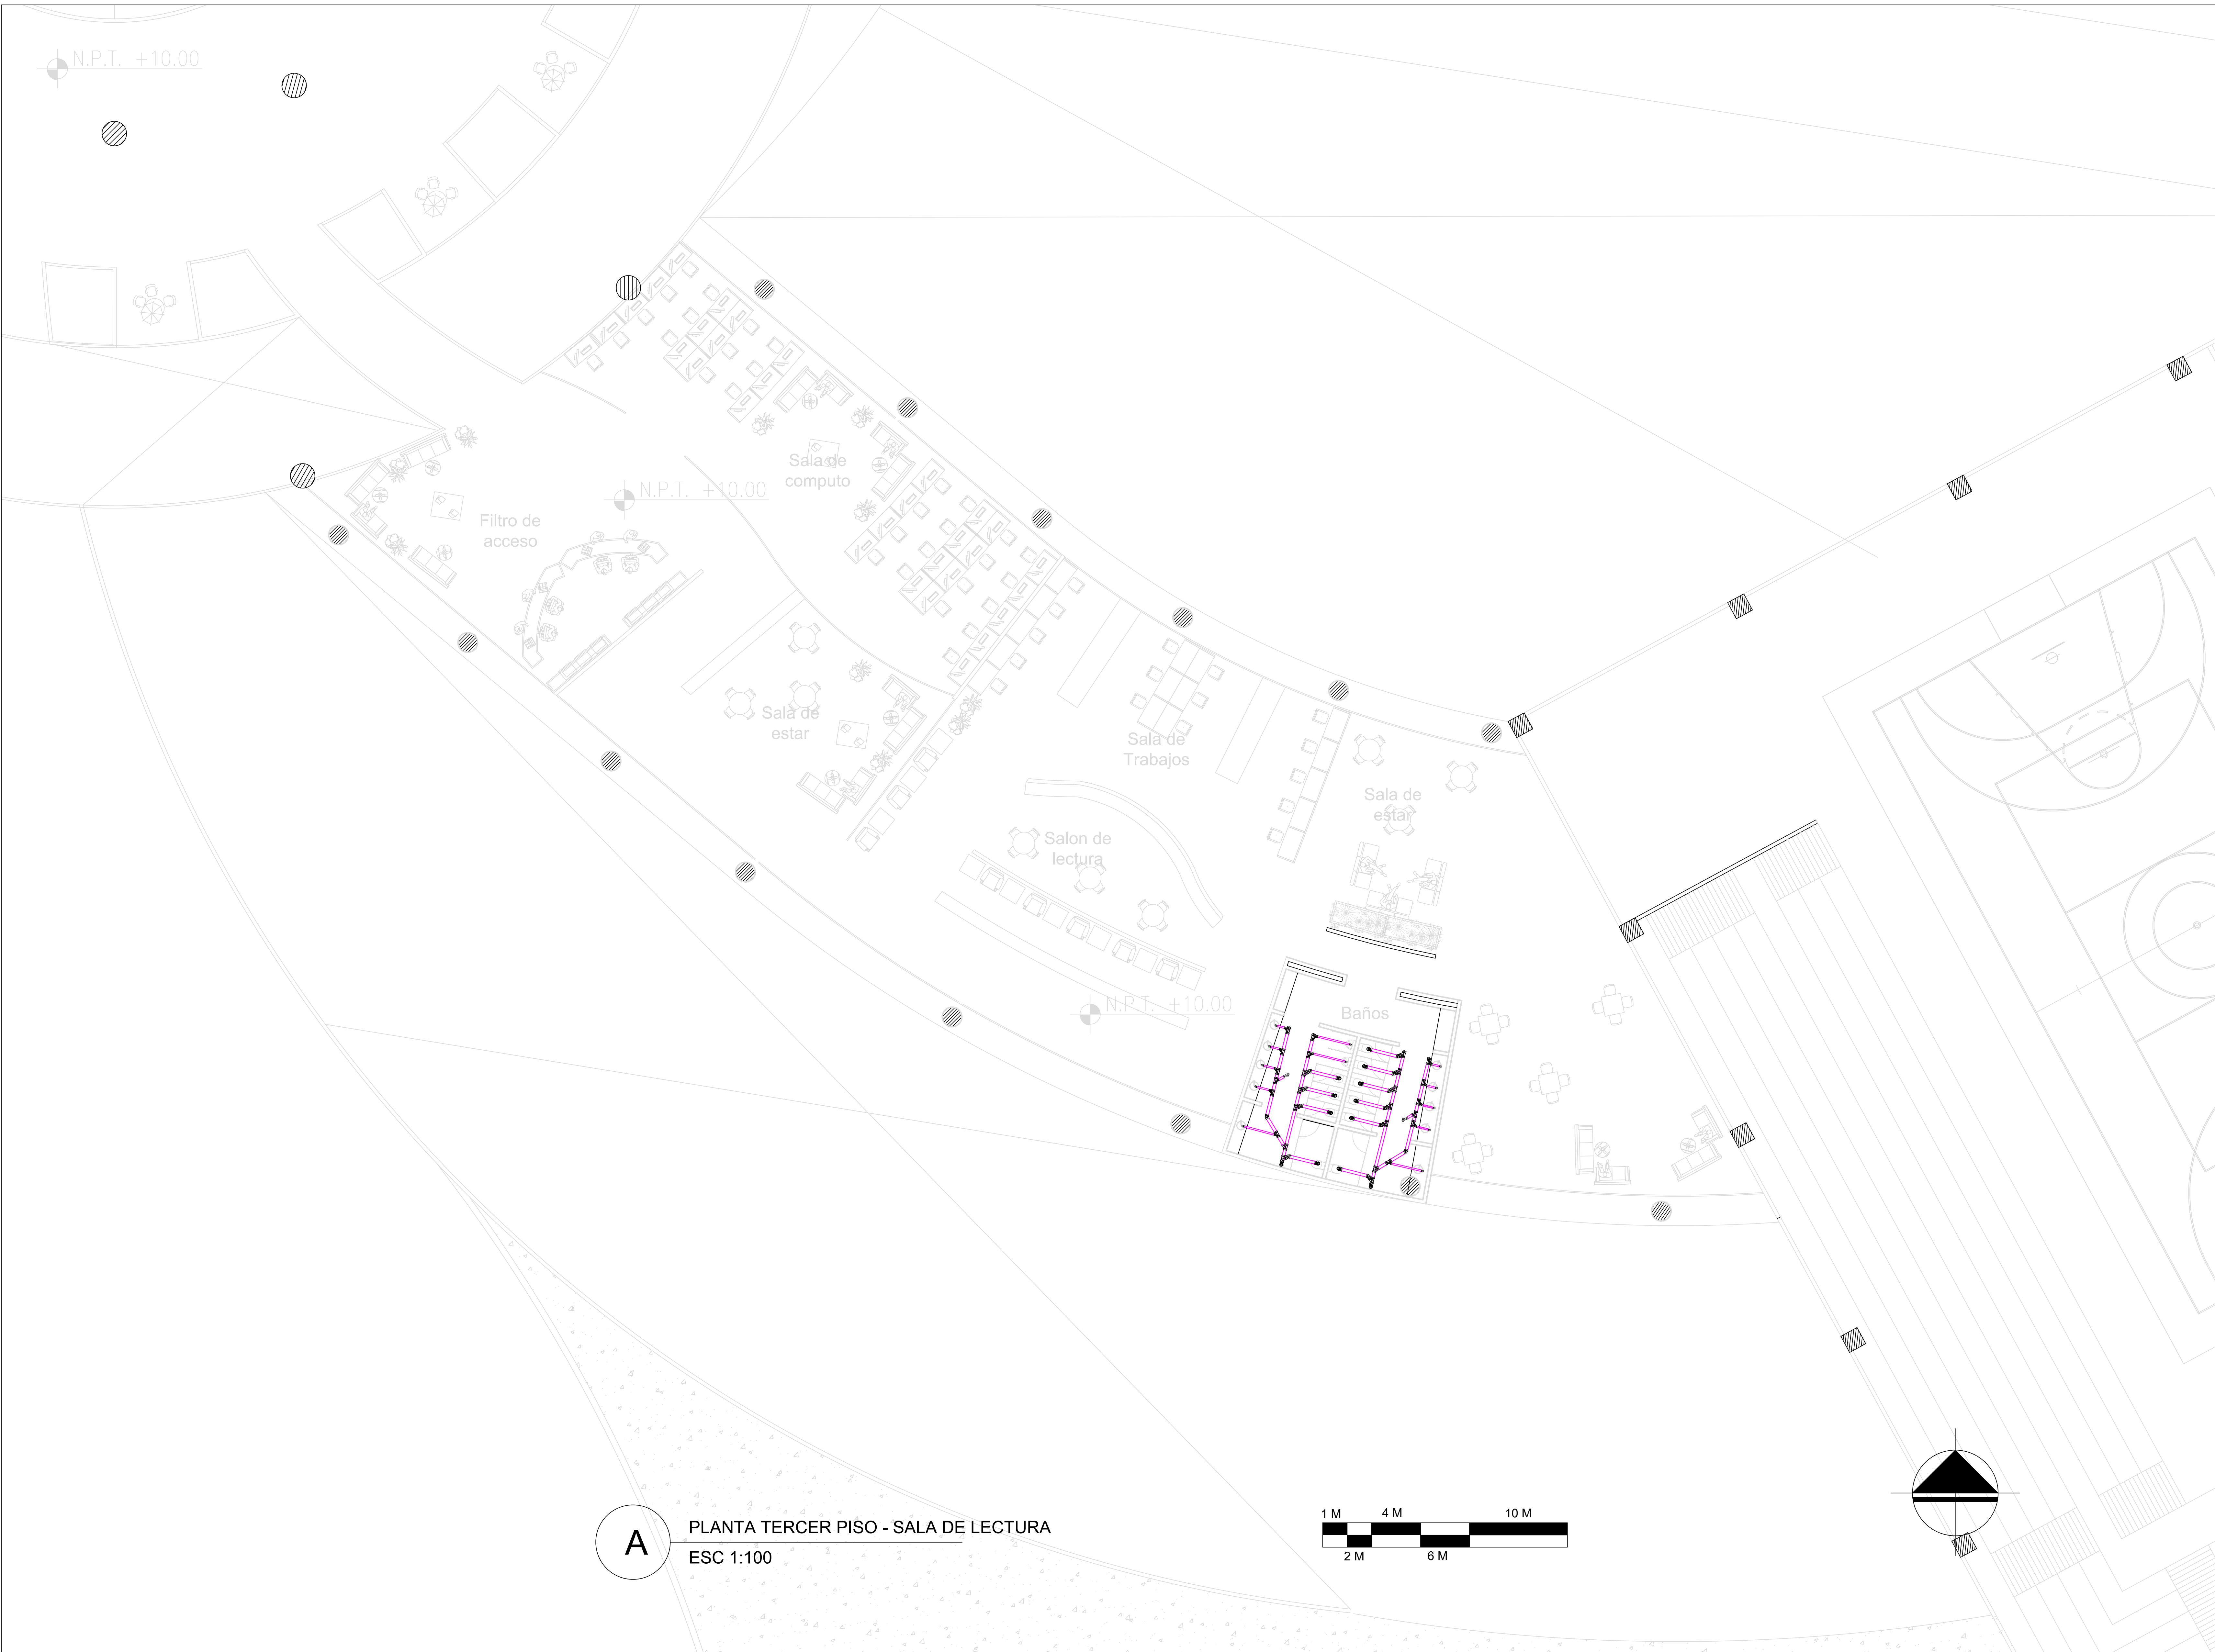 N.P.T. +10.00
Sala de
computo
N.P.T. +10.00
Filtro de
acceso
Sala de
estar
Sala de
Trabajos
Sala de
estar
Salon de
lectura
N.P.T. +10.00
Baños
A
PLANTA TERCER PISO - SALA DE LECTURA
ESC 1:100
1 M 4 M 10 M
2 M 6 M